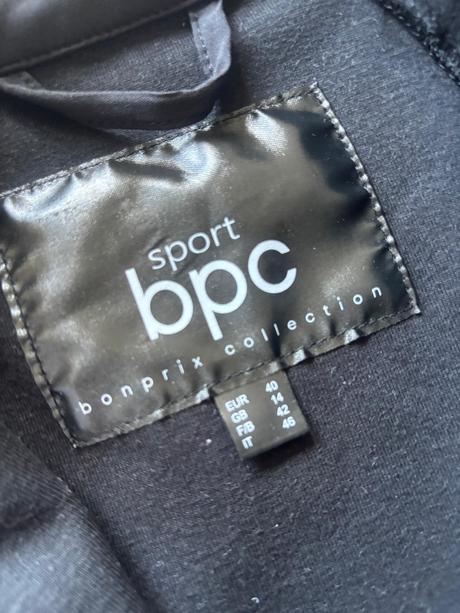 sport
bpc
bonprix collection
EUR 40
GB 14
F/B 42
IT 46